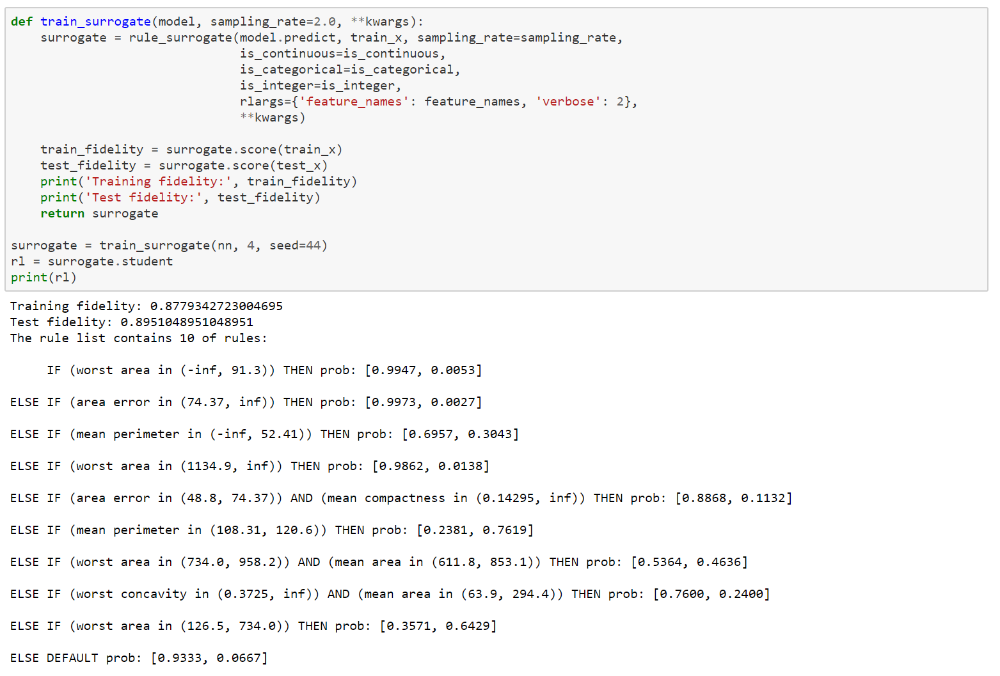 def train_surrogate(model, sampling_rate=2.0, **kwargs):
    surrogate = rule_surrogate(model.predict, train_x, sampling_rate=sampling_rate,
                               is_continuous=is_continuous,
                               is_categorical=is_categorical,
                               is_integer=is_integer,
                               rlargs={'feature_names': feature_names, 'verbose': 2},
                               **kwargs)
    train_fidelity = surrogate.score(train_x)
    test_fidelity = surrogate.score(test_x)
    print('Training fidelity:', train_fidelity)
    print('Test fidelity:', test_fidelity)
    return surrogate
surrogate = train_surrogate(nn, 4, seed=44)
rl = surrogate.student
print(rl)
Training fidelity: 0.8779342723004695
Test fidelity: 0.8951048951048951
The rule list contains 10 of rules:
     IF (worst area in (-inf, 91.3)) THEN prob: [0.9947, 0.0053]
ELSE IF (area error in (74.37, inf)) THEN prob: [0.9973, 0.0027]
ELSE IF (mean perimeter in (-inf, 52.41)) THEN prob: [0.6957, 0.3043]
ELSE IF (worst area in (1134.9, inf)) THEN prob: [0.9862, 0.0138]
ELSE IF (area error in (48.8, 74.37)) AND (mean compactness in (0.14295, inf)) THEN prob: [0.8868, 0.1132]
ELSE IF (mean perimeter in (108.31, 120.6)) THEN prob: [0.2381, 0.7619]
ELSE IF (worst area in (734.0, 958.2)) AND (mean area in (611.8, 853.1)) THEN prob: [0.5364, 0.4636]
ELSE IF (worst concavity in (0.3725, inf)) AND (mean area in (63.9, 294.4)) THEN prob: [0.7600, 0.2400]
ELSE IF (worst area in (126.5, 734.0)) THEN prob: [0.3571, 0.6429]
ELSE DEFAULT prob: [0.9333, 0.0667]